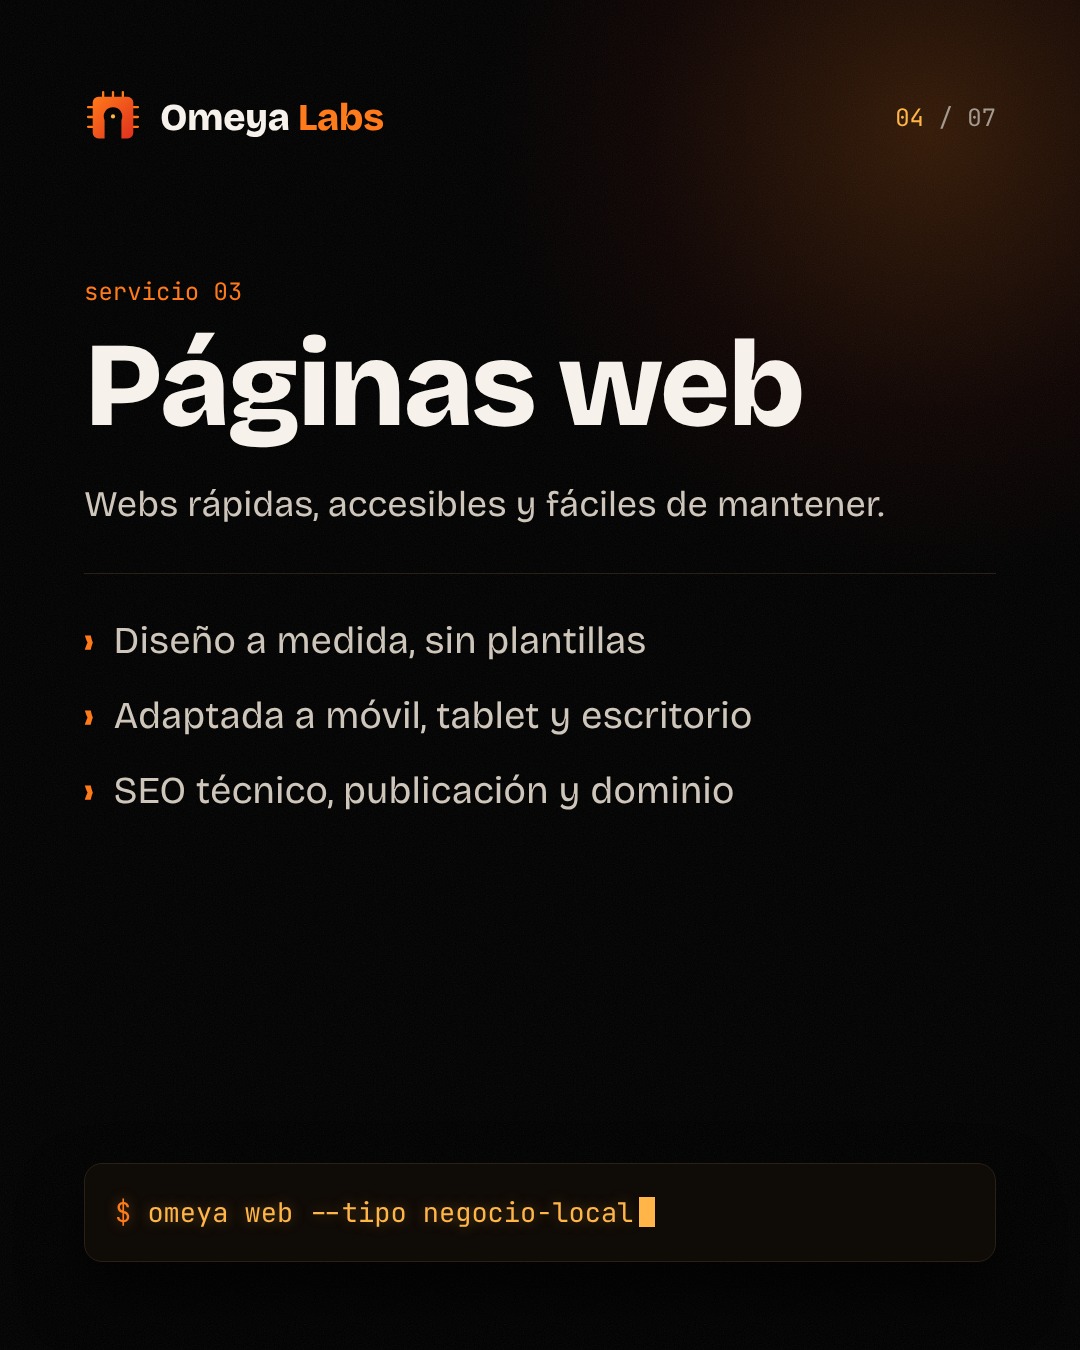 Omeya Labs
04 / 07
servicio 03
Páginas web
Webs rápidas, accesibles y fáciles de mantener.
Diseño a medida, sin plantillas
Adaptada a móvil, tablet y escritorio
SEO técnico, publicación y dominio
$ omeya web --tipo negocio-local